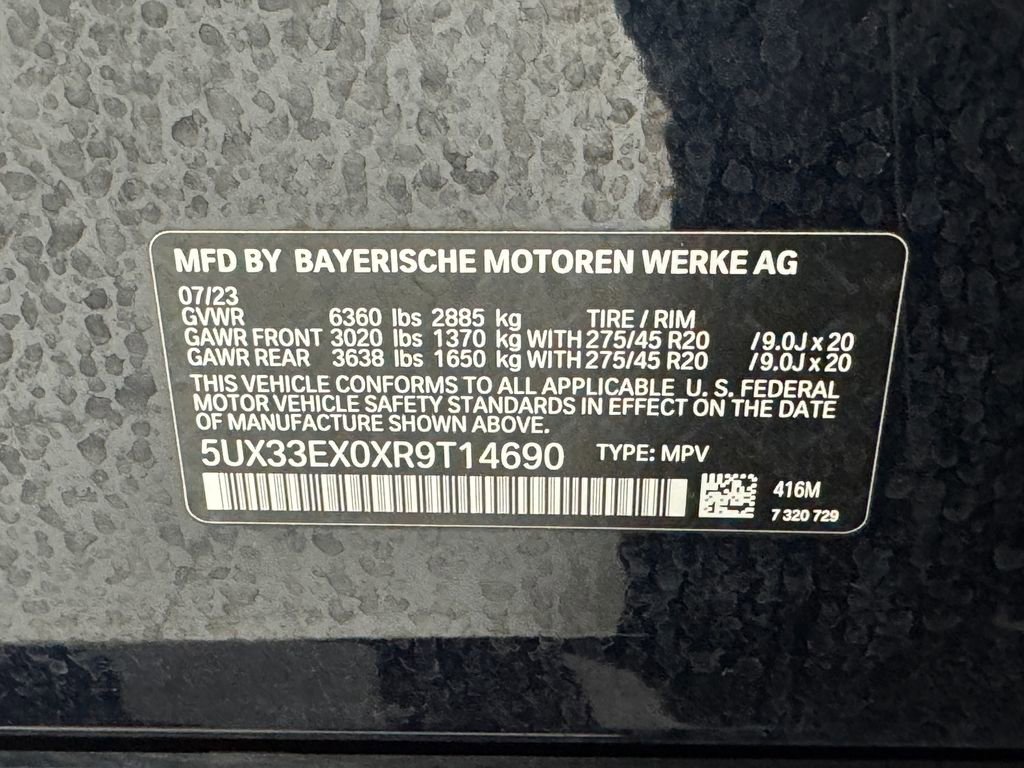 MFD BY BAYERISCHE MOTOREN WERKE AG
07/23
GVWR 6360 lbs 2885 kg TIRE / RIM
GAWR FRONT 3020 lbs 1370 kg WITH 275/45 R20 /9.0J x 20
GAWR REAR 3638 lbs 1650 kg WITH 275/45 R20 /9.0J x 20
THIS VEHICLE CONFORMS TO ALL APPLICABLE U. S. FEDERAL
MOTOR VEHICLE SAFETY STANDARDS IN EFFECT ON THE DATE
OF MANUFACTURE SHOWN ABOVE.
5UX33EX0XR9T14690 TYPE: MPV
416M
7 320 729